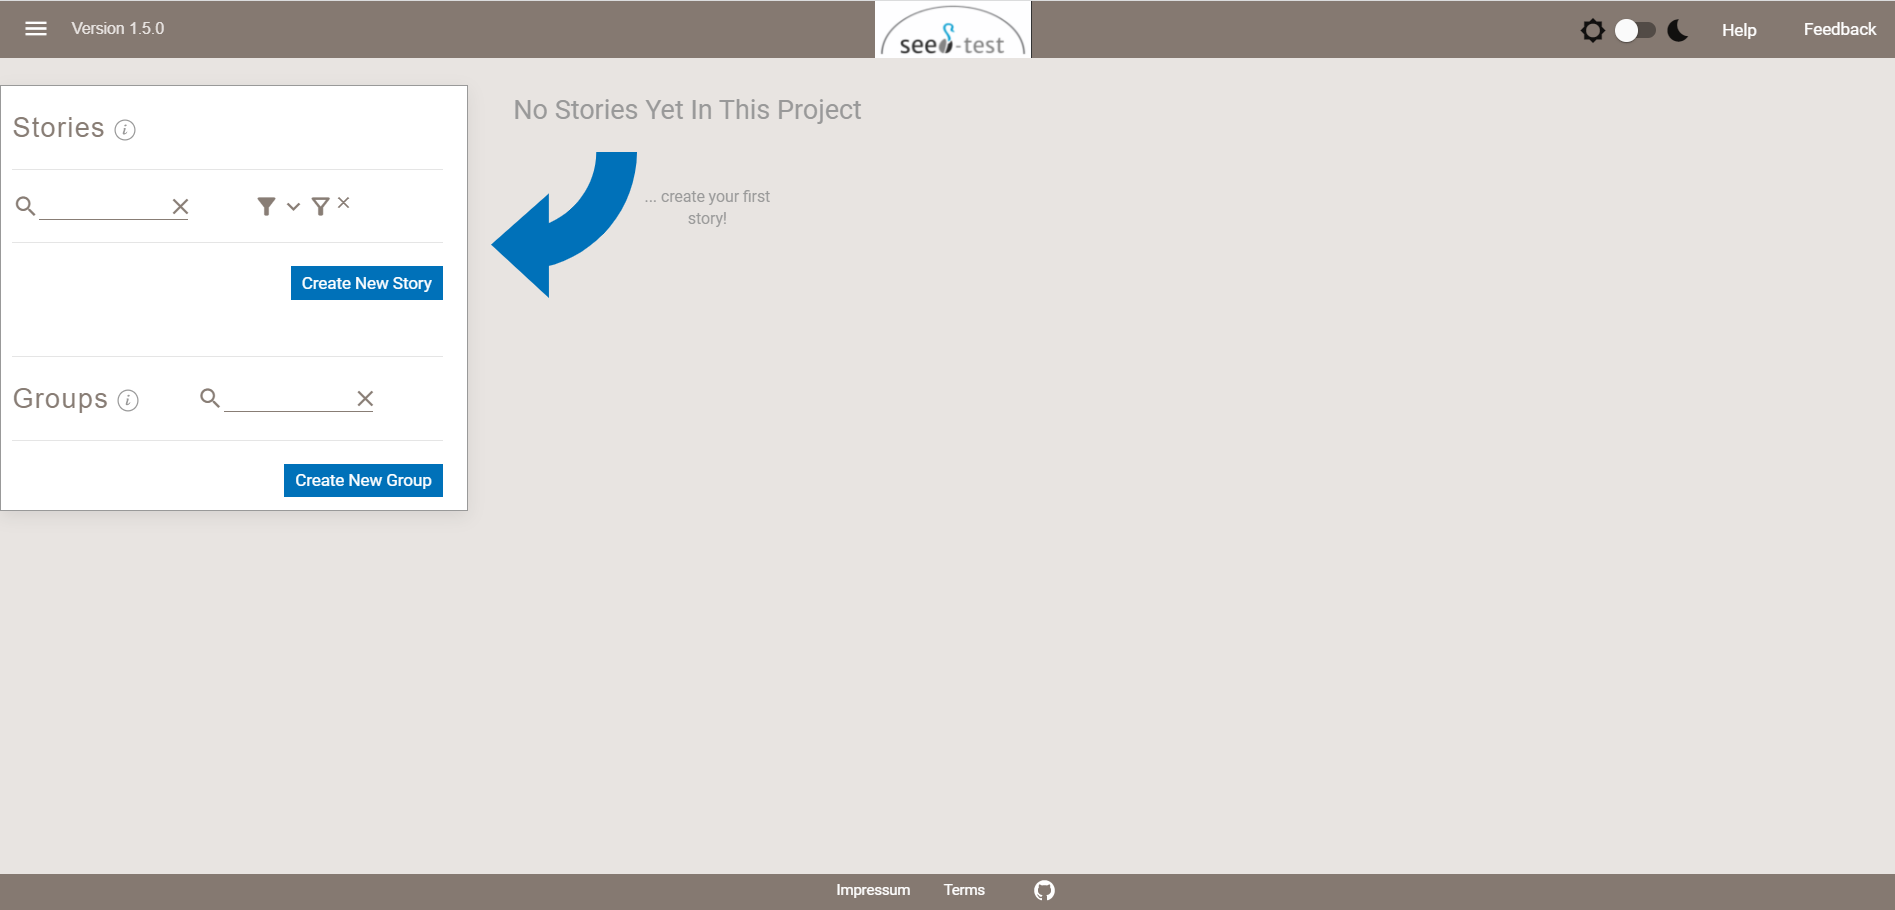 Version 1.5.0
seed-test
Help
Feedback
Stories
No Stories Yet In This Project
... create your first
story!
Create New Story
Groups
Create New Group
Impressum
Terms